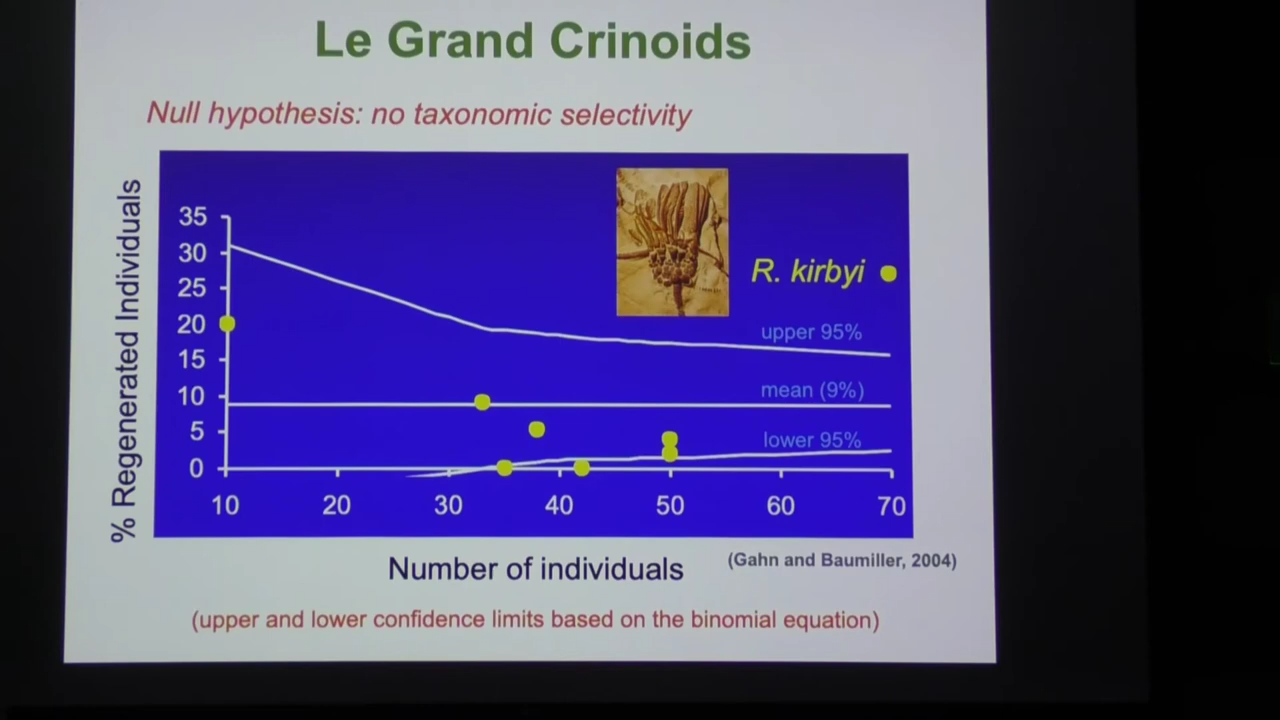 Le Grand Crinoids
Null hypothesis: no taxonomic selectivity
% Regenerated Individuals
35
30
25
20
15
10
5
0
R. kirbyi
upper 95%
mean (9%)
lower 95%
10 20 30 40 50 60 70
Number of individuals
(Gahn and Baumiller, 2004)
(upper and lower confidence limits based on the binomial equation)